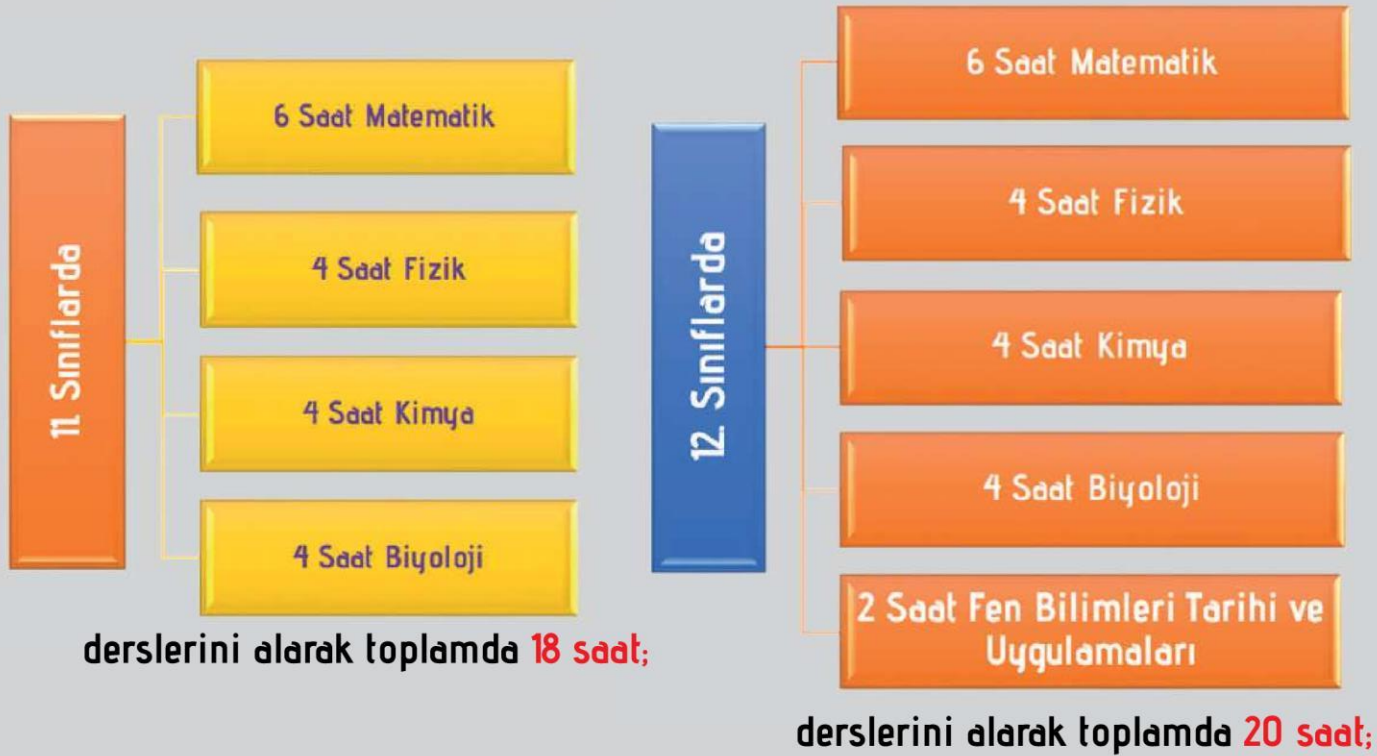 11. Sınıflarda
6 Saat Matematik
4 Saat Fizik
4 Saat Kimya
4 Saat Biyoloji
derslerini alarak toplamda 18 saat;
12. Sınıflarda
6 Saat Matematik
4 Saat Fizik
4 Saat Kimya
4 Saat Biyoloji
2 Saat Fen Bilimleri Tarihi ve
Uygulamaları
derslerini alarak toplamda 20 saat;